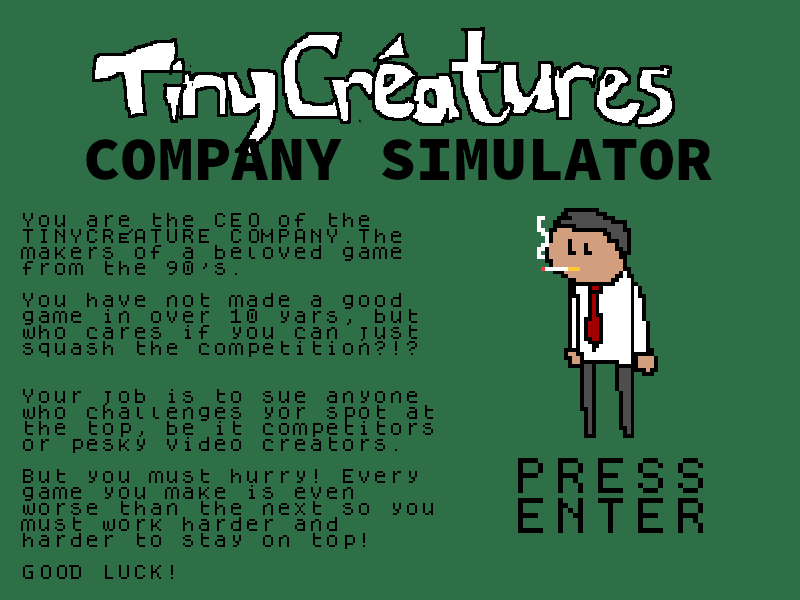 TinyCréatures
COMPANY SIMULATOR
You are the CEO of the
TINYCREATURE COMPANY.The
makers of a beloved game
from the 90's.
You have not made a good
game in over 10 yars, but
who cares if you can just
squash the competition?!?
Your job is to sue anyone
who challenges yor spot at
the top, be it competitors
or pesky video creators.
But you must hurry! Every
game you make is even
worse than the next so you
must work harder and
harder to stay on top!
GOOD LUCK!
PRESS
ENTER